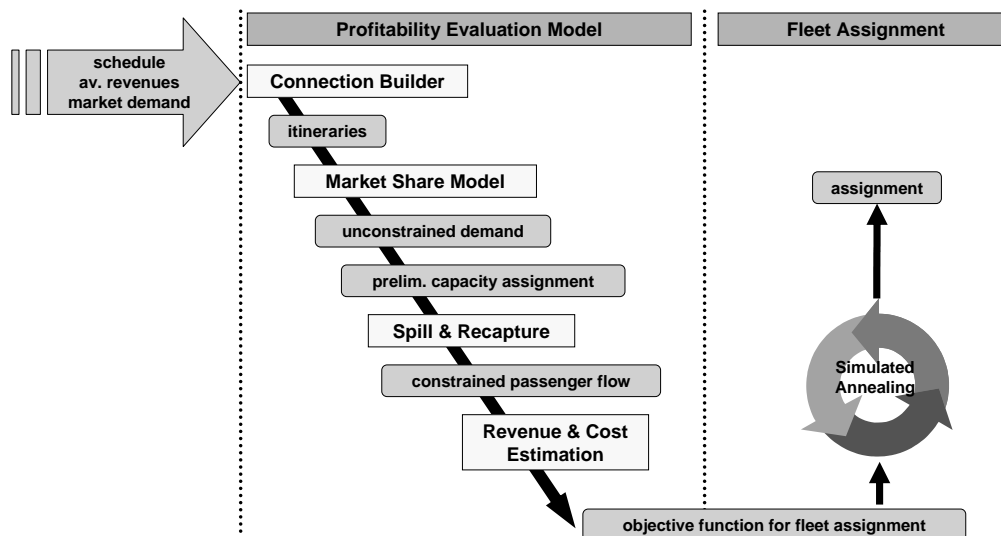 Profitability Evaluation Model
Fleet Assignment
schedule
av. revenues
market demand
Connection Builder
itineraries
Market Share Model
assignment
unconstrained demand
prelim. capacity assignment
Spill & Recapture
Simulated
Annealing
constrained passenger flow
Revenue & Cost
Estimation
objective function for fleet assignment